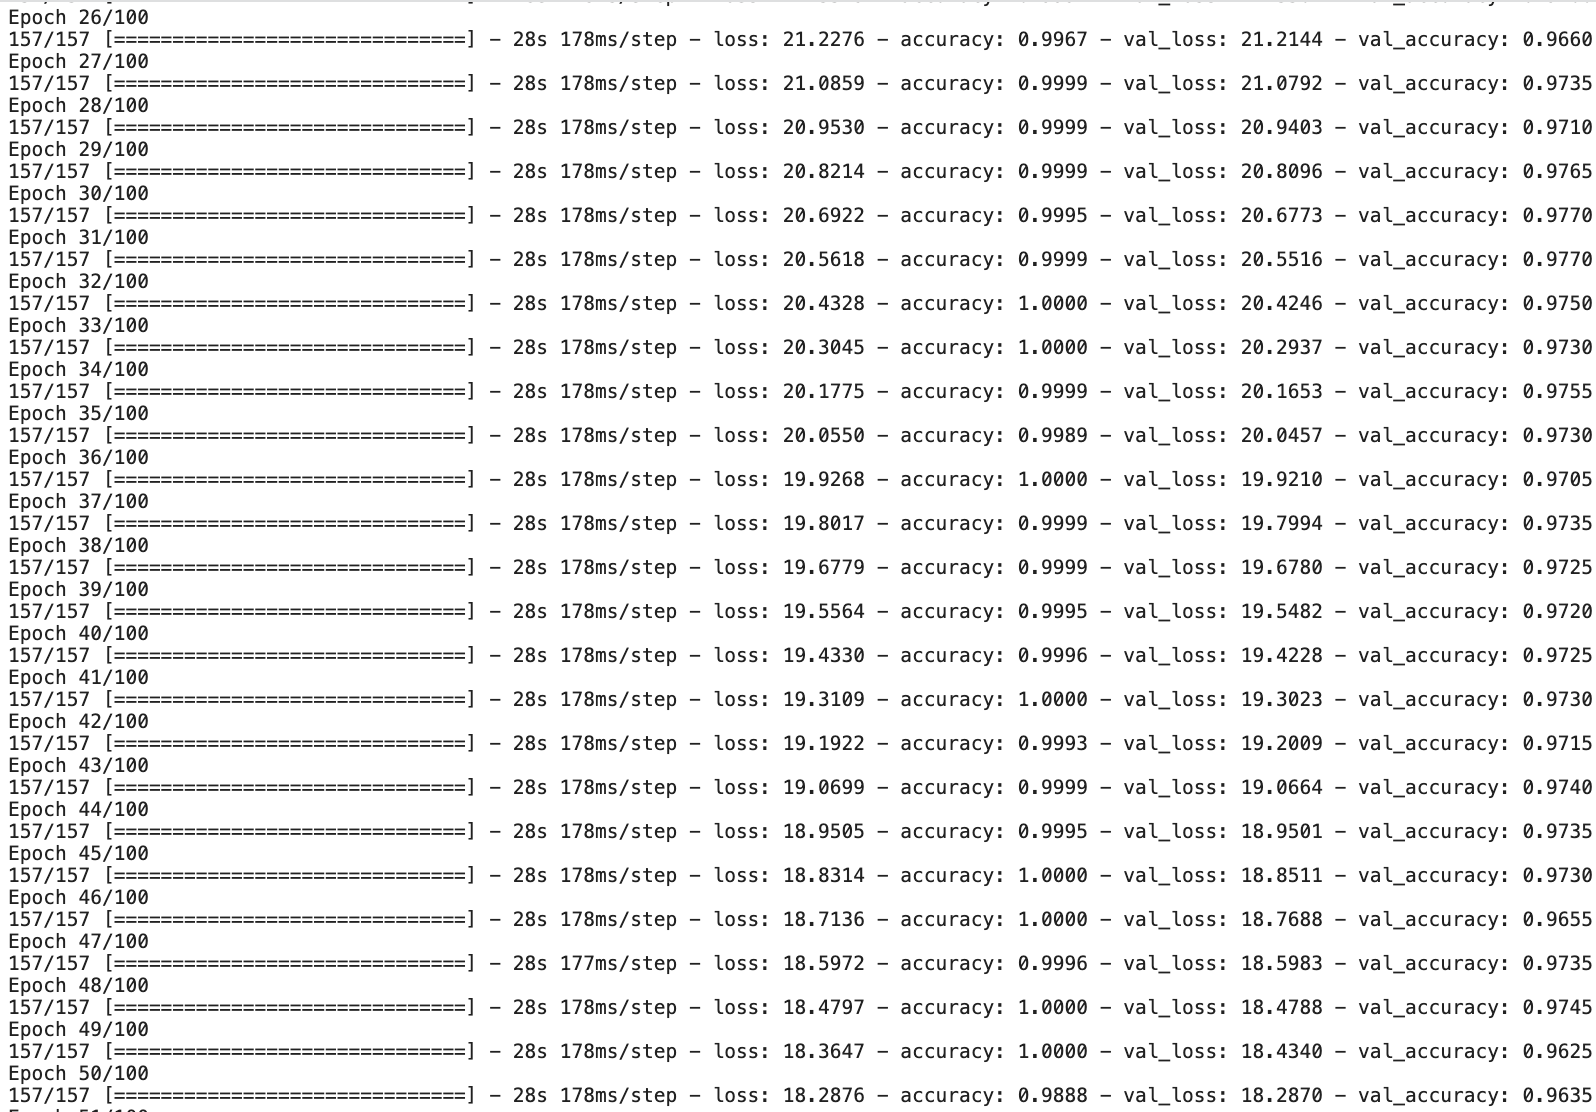 Epoch 26/100
157/157 [==============================] - 28s 178ms/step - loss: 21.2276 - accuracy: 0.9967 - val_loss: 21.2144 - val_accuracy: 0.9660
Epoch 27/100
157/157 [==============================] - 28s 178ms/step - loss: 21.0859 - accuracy: 0.9999 - val_loss: 21.0792 - val_accuracy: 0.9735
Epoch 28/100
157/157 [==============================] - 28s 178ms/step - loss: 20.9530 - accuracy: 0.9999 - val_loss: 20.9403 - val_accuracy: 0.9710
Epoch 29/100
157/157 [==============================] - 28s 178ms/step - loss: 20.8214 - accuracy: 0.9999 - val_loss: 20.8096 - val_accuracy: 0.9765
Epoch 30/100
157/157 [==============================] - 28s 178ms/step - loss: 20.6922 - accuracy: 0.9995 - val_loss: 20.6773 - val_accuracy: 0.9770
Epoch 31/100
157/157 [==============================] - 28s 178ms/step - loss: 20.5618 - accuracy: 0.9999 - val_loss: 20.5516 - val_accuracy: 0.9770
Epoch 32/100
157/157 [==============================] - 28s 178ms/step - loss: 20.4328 - accuracy: 1.0000 - val_loss: 20.4246 - val_accuracy: 0.9750
Epoch 33/100
157/157 [==============================] - 28s 178ms/step - loss: 20.3045 - accuracy: 1.0000 - val_loss: 20.2937 - val_accuracy: 0.9730
Epoch 34/100
157/157 [==============================] - 28s 178ms/step - loss: 20.1775 - accuracy: 0.9999 - val_loss: 20.1653 - val_accuracy: 0.9755
Epoch 35/100
157/157 [==============================] - 28s 178ms/step - loss: 20.0550 - accuracy: 0.9989 - val_loss: 20.0457 - val_accuracy: 0.9730
Epoch 36/100
157/157 [==============================] - 28s 178ms/step - loss: 19.9268 - accuracy: 1.0000 - val_loss: 19.9210 - val_accuracy: 0.9705
Epoch 37/100
157/157 [==============================] - 28s 178ms/step - loss: 19.8017 - accuracy: 0.9999 - val_loss: 19.7994 - val_accuracy: 0.9735
Epoch 38/100
157/157 [==============================] - 28s 178ms/step - loss: 19.6779 - accuracy: 0.9999 - val_loss: 19.6780 - val_accuracy: 0.9725
Epoch 39/100
157/157 [==============================] - 28s 178ms/step - loss: 19.5564 - accuracy: 0.9995 - val_loss: 19.5482 - val_accuracy: 0.9720
Epoch 40/100
157/157 [==============================] - 28s 178ms/step - loss: 19.4330 - accuracy: 0.9996 - val_loss: 19.4228 - val_accuracy: 0.9725
Epoch 41/100
157/157 [==============================] - 28s 178ms/step - loss: 19.3109 - accuracy: 1.0000 - val_loss: 19.3023 - val_accuracy: 0.9730
Epoch 42/100
157/157 [==============================] - 28s 178ms/step - loss: 19.1922 - accuracy: 0.9993 - val_loss: 19.2009 - val_accuracy: 0.9715
Epoch 43/100
157/157 [==============================] - 28s 178ms/step - loss: 19.0699 - accuracy: 0.9999 - val_loss: 19.0664 - val_accuracy: 0.9740
Epoch 44/100
157/157 [==============================] - 28s 178ms/step - loss: 18.9505 - accuracy: 0.9995 - val_loss: 18.9501 - val_accuracy: 0.9735
Epoch 45/100
157/157 [==============================] - 28s 178ms/step - loss: 18.8314 - accuracy: 1.0000 - val_loss: 18.8511 - val_accuracy: 0.9730
Epoch 46/100
157/157 [==============================] - 28s 178ms/step - loss: 18.7136 - accuracy: 1.0000 - val_loss: 18.7688 - val_accuracy: 0.9655
Epoch 47/100
157/157 [==============================] - 28s 177ms/step - loss: 18.5972 - accuracy: 0.9996 - val_loss: 18.5983 - val_accuracy: 0.9735
Epoch 48/100
157/157 [==============================] - 28s 178ms/step - loss: 18.4797 - accuracy: 1.0000 - val_loss: 18.4788 - val_accuracy: 0.9745
Epoch 49/100
157/157 [==============================] - 28s 178ms/step - loss: 18.3647 - accuracy: 1.0000 - val_loss: 18.4340 - val_accuracy: 0.9625
Epoch 50/100
157/157 [==============================] - 28s 178ms/step - loss: 18.2876 - accuracy: 0.9888 - val_loss: 18.2870 - val_accuracy: 0.9635